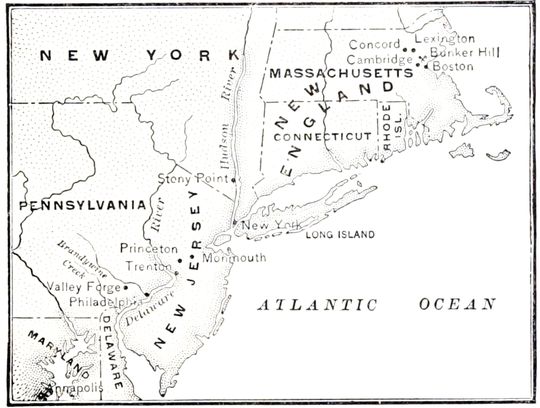 NEW YORK
Concord
Lexington
Cambridge
Bunker Hill
Boston
MASSACHUSETTS
NEW ENGLAND
CONNECTICUT
RHODE ISL.
Hudson River
Stony Point
PENNSYLVANIA
River
NEW JERSEY
New York
LONG ISLAND
Princeton
Monmouth
Trenton
Brandywine Creek
Valley Forge
Philadelphia
Delaware
ATLANTIC OCEAN
MARYLAND
DELAWARE
Annapolis